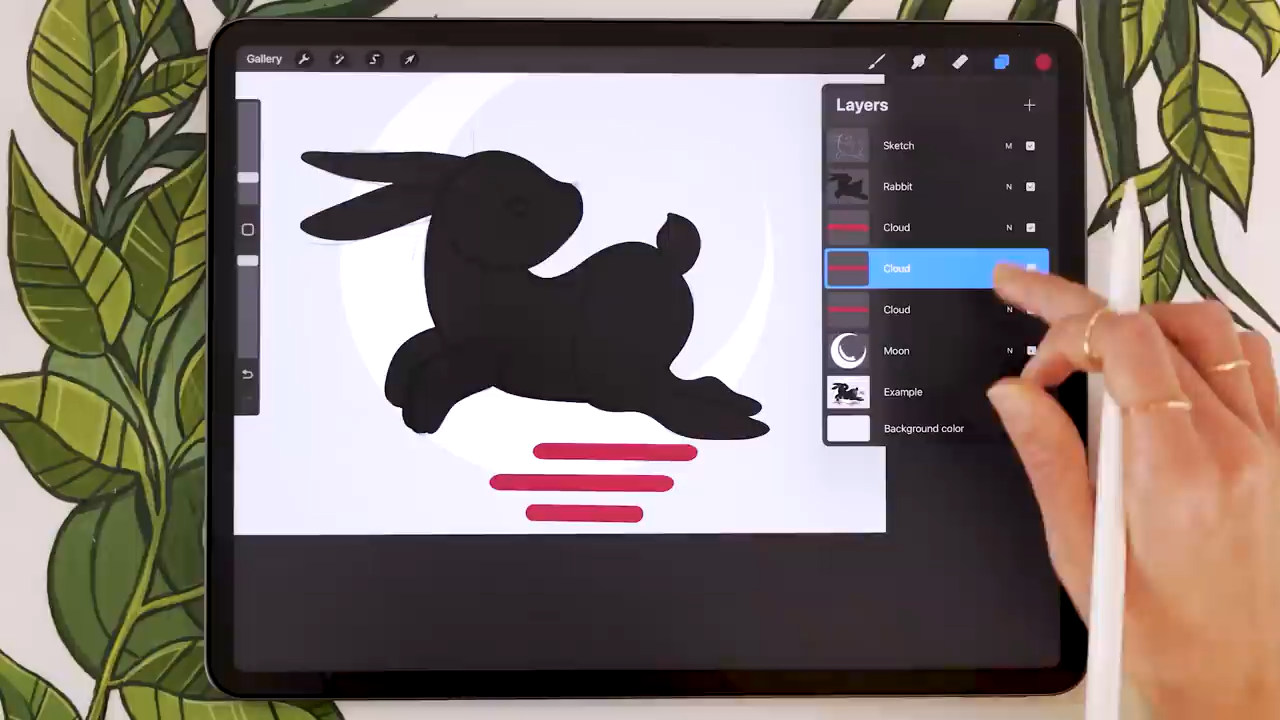 Gallery
Layers
Sketch M
Rabbit N
Cloud N
Cloud
Cloud N
Moon N
Example
Background color